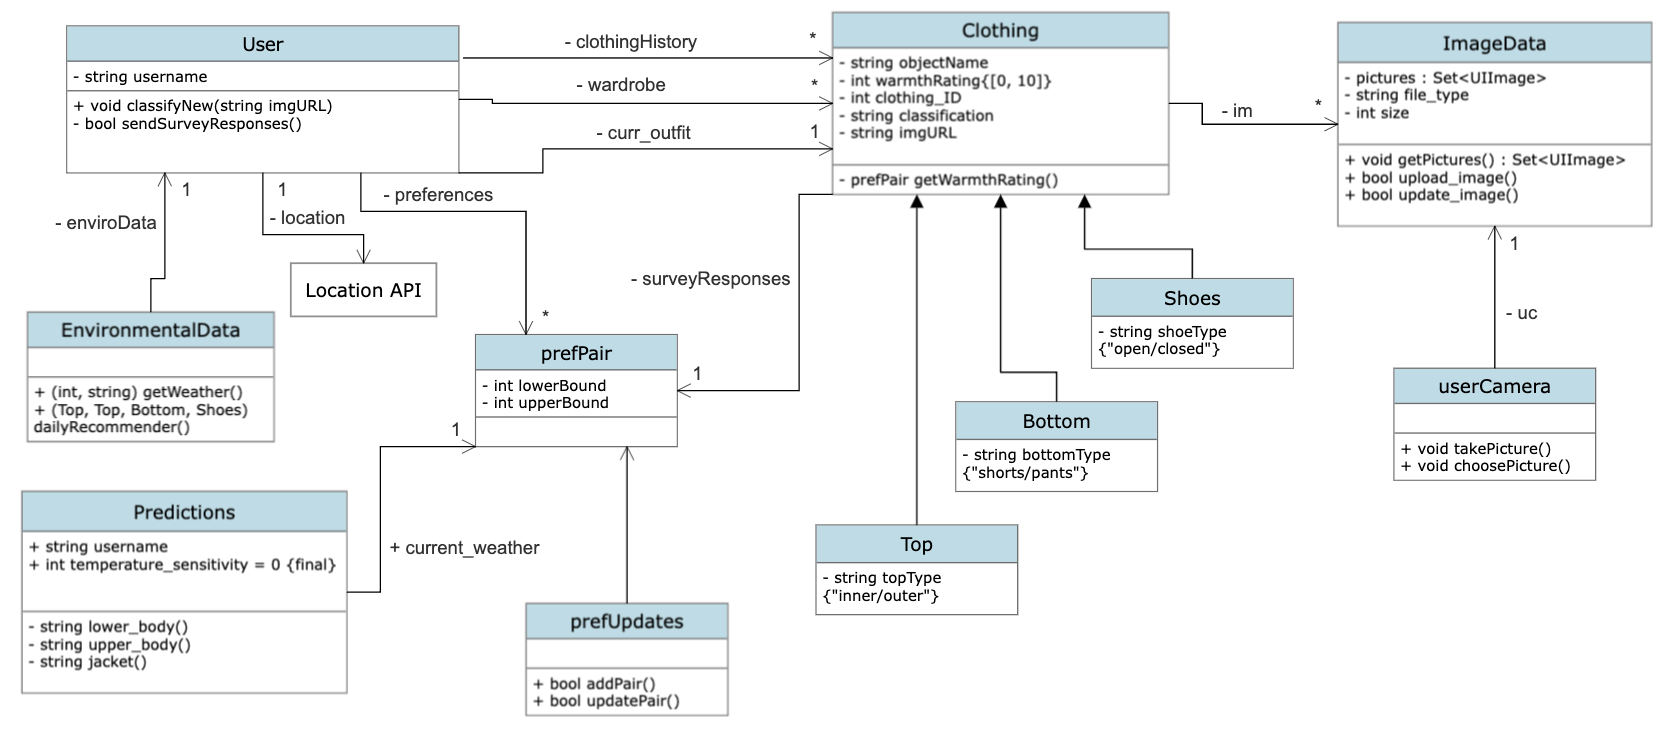 User
- string username
+ void classifyNew(string imgURL)
- bool sendSurveyResponses()
- clothingHistory
*
- wardrobe
*
- curr_outfit
1
Clothing
- string objectName
- int warmthRating{[0, 10]}
- int clothing_ID
- string classification
- string imgURL
- prefPair getWarmthRating()
- im
*
ImageData
- pictures : Set<UIImage>
- string file_type
- int size
+ void getPictures() : Set<UIImage>
+ bool upload_image()
+ bool update_image()
1
- enviroData
1
- location
- preferences
*
Location API
- surveyResponses
1
EnvironmentalData
+ (int, string) getWeather()
+ (Top, Top, Bottom, Shoes)
dailyRecommender()
prefPair
- int lowerBound
- int upperBound
Shoes
- string shoeType
{"open/closed"}
1
- uc
userCamera
+ void takePicture()
+ void choosePicture()
Bottom
- string bottomType
{"shorts/pants"}
1
+ current_weather
Predictions
+ string username
+ int temperature_sensitivity = 0 {final}
- string lower_body()
- string upper_body()
- string jacket()
Top
- string topType
{"inner/outer"}
prefUpdates
+ bool addPair()
+ bool updatePair()